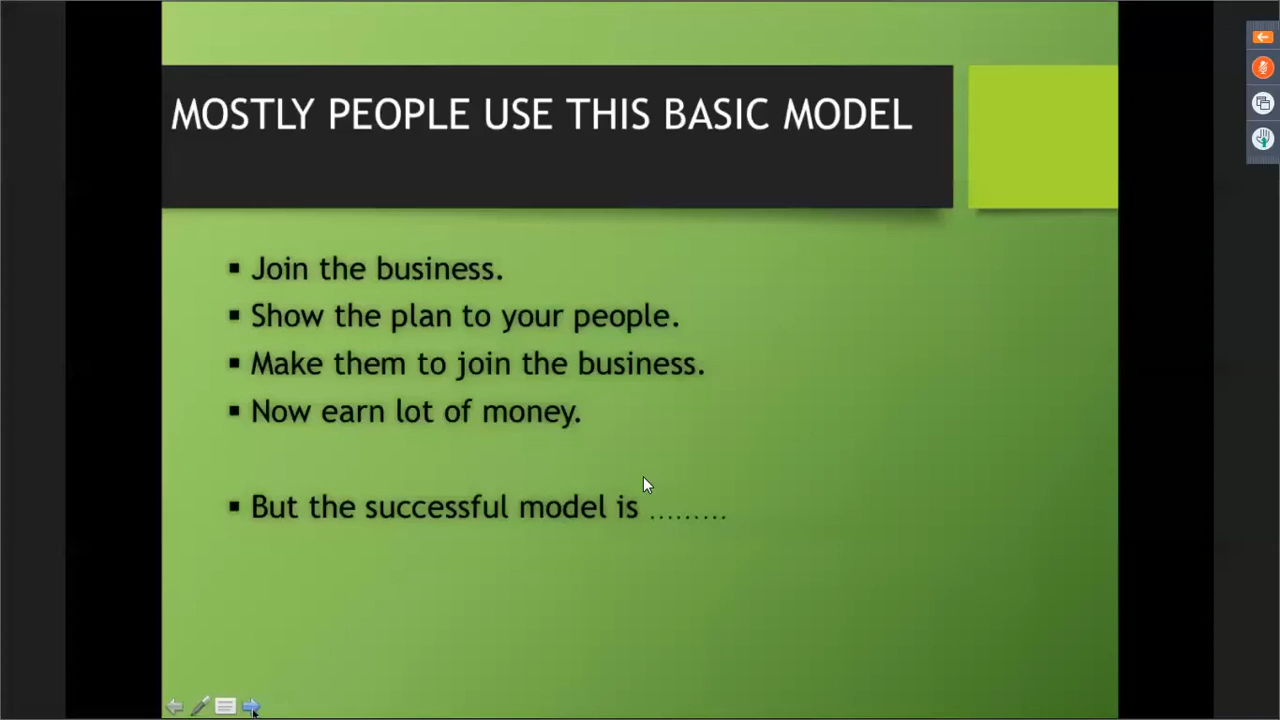 MOSTLY PEOPLE USE THIS BASIC MODEL
▪ Join the business.
▪ Show the plan to your people.
▪ Make them to join the business.
▪ Now earn lot of money.
▪ But the successful model is .........